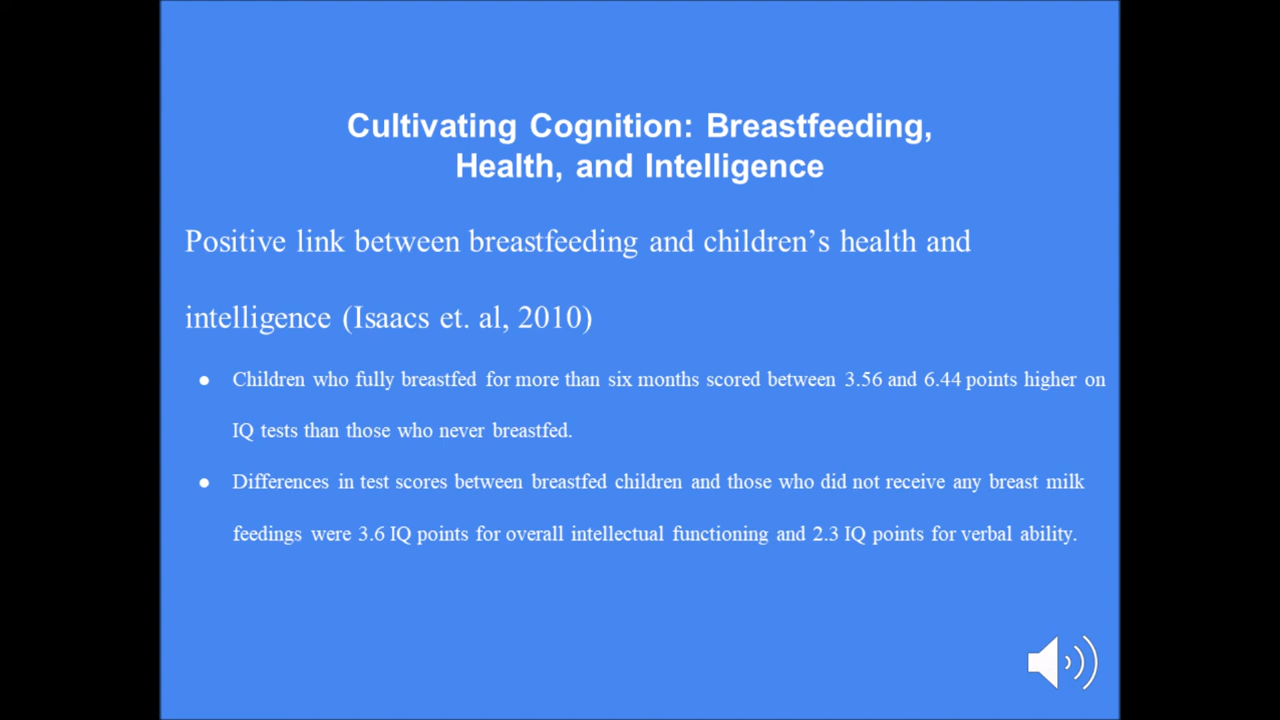 Cultivating Cognition: Breastfeeding,
Health, and Intelligence
Positive link between breastfeeding and children’s health and
intelligence (Isaacs et. al, 2010)
● Children who fully breastfed for more than six months scored between 3.56 and 6.44 points higher on
IQ tests than those who never breastfed.
● Differences in test scores between breastfed children and those who did not receive any breast milk
feedings were 3.6 IQ points for overall intellectual functioning and 2.3 IQ points for verbal ability.